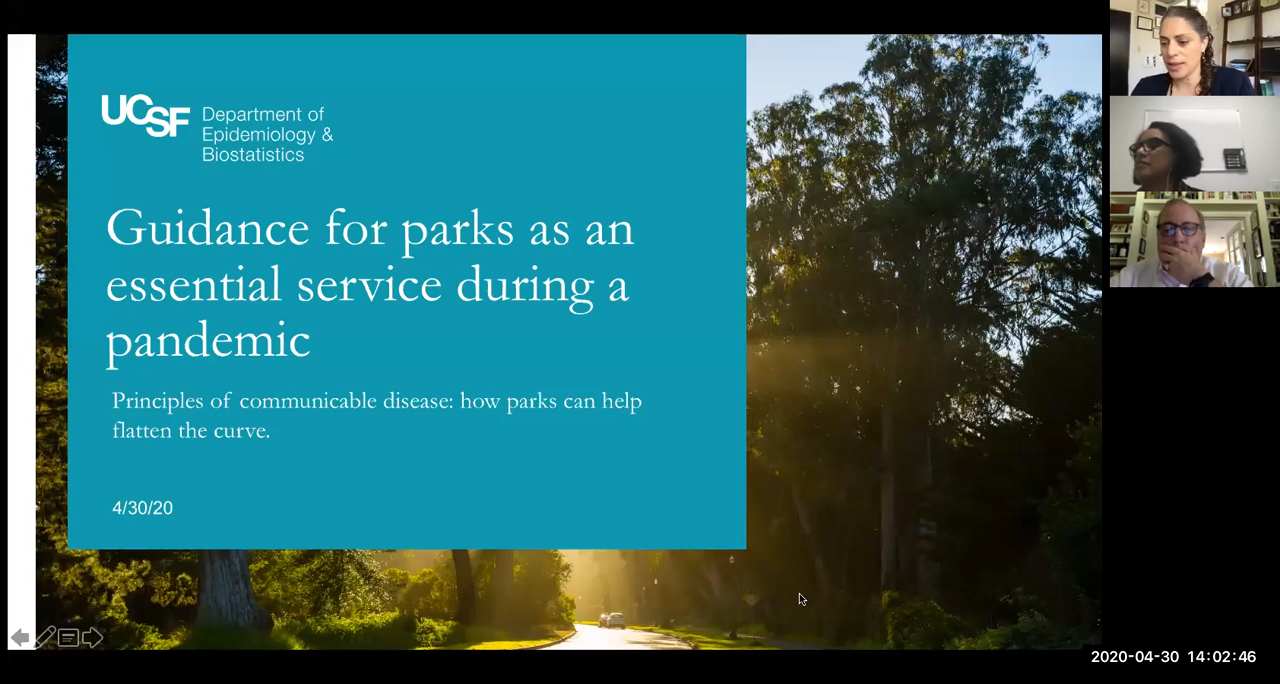 UCSF
Department of
Epidemiology &
Biostatistics
Guidance for parks as an
essential service during a
pandemic
Principles of communicable disease: how parks can help
flatten the curve.
4/30/20
2020-04-30 14:02:46